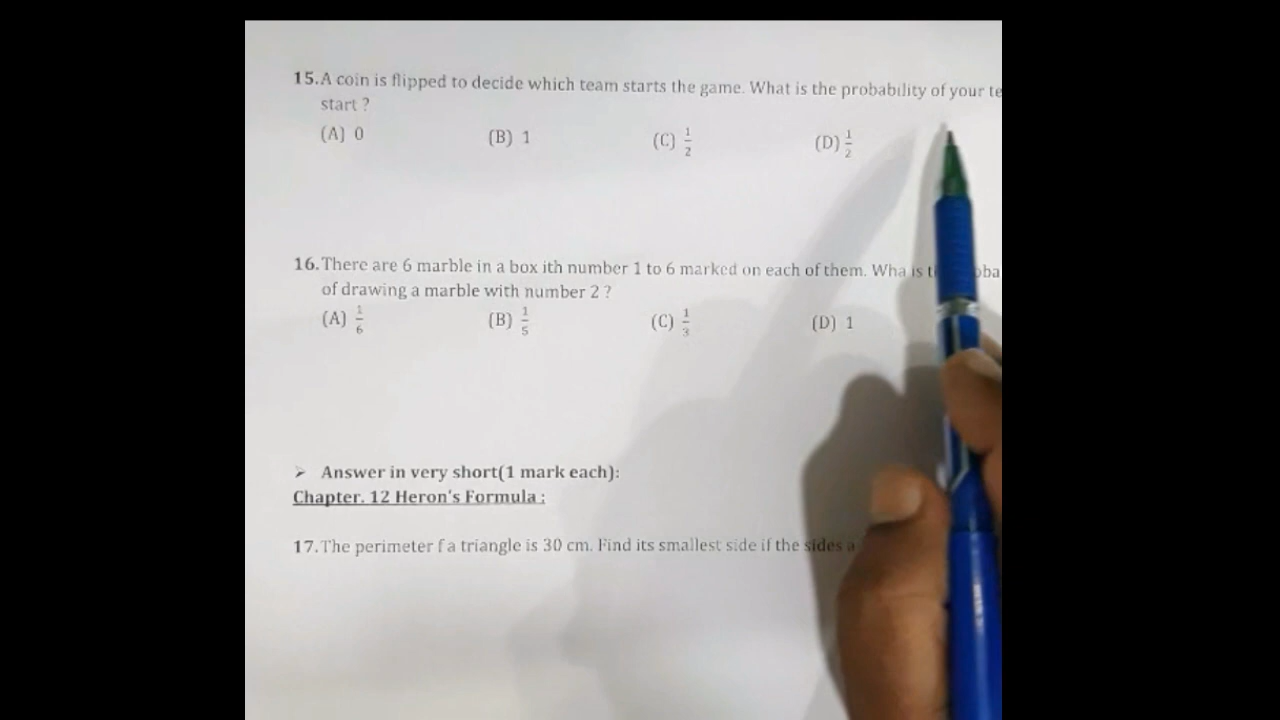 15. A coin is flipped to decide which team starts the game. What is the probability of your te
start ?
(A) 0 (B) 1 (C) 1/2 (D) 1/2
16. There are 6 marble in a box ith number 1 to 6 marked on each of them. Wha is
of drawing a marble with number 2 ?
(A) 1/6 (B) 1/5 (C) 1/3 (D) 1
➢ Answer in very short(1 mark each):
Chapter. 12 Heron's Formula :
17. The perimeter f a triangle is 30 cm. Find its smallest side if the sides a